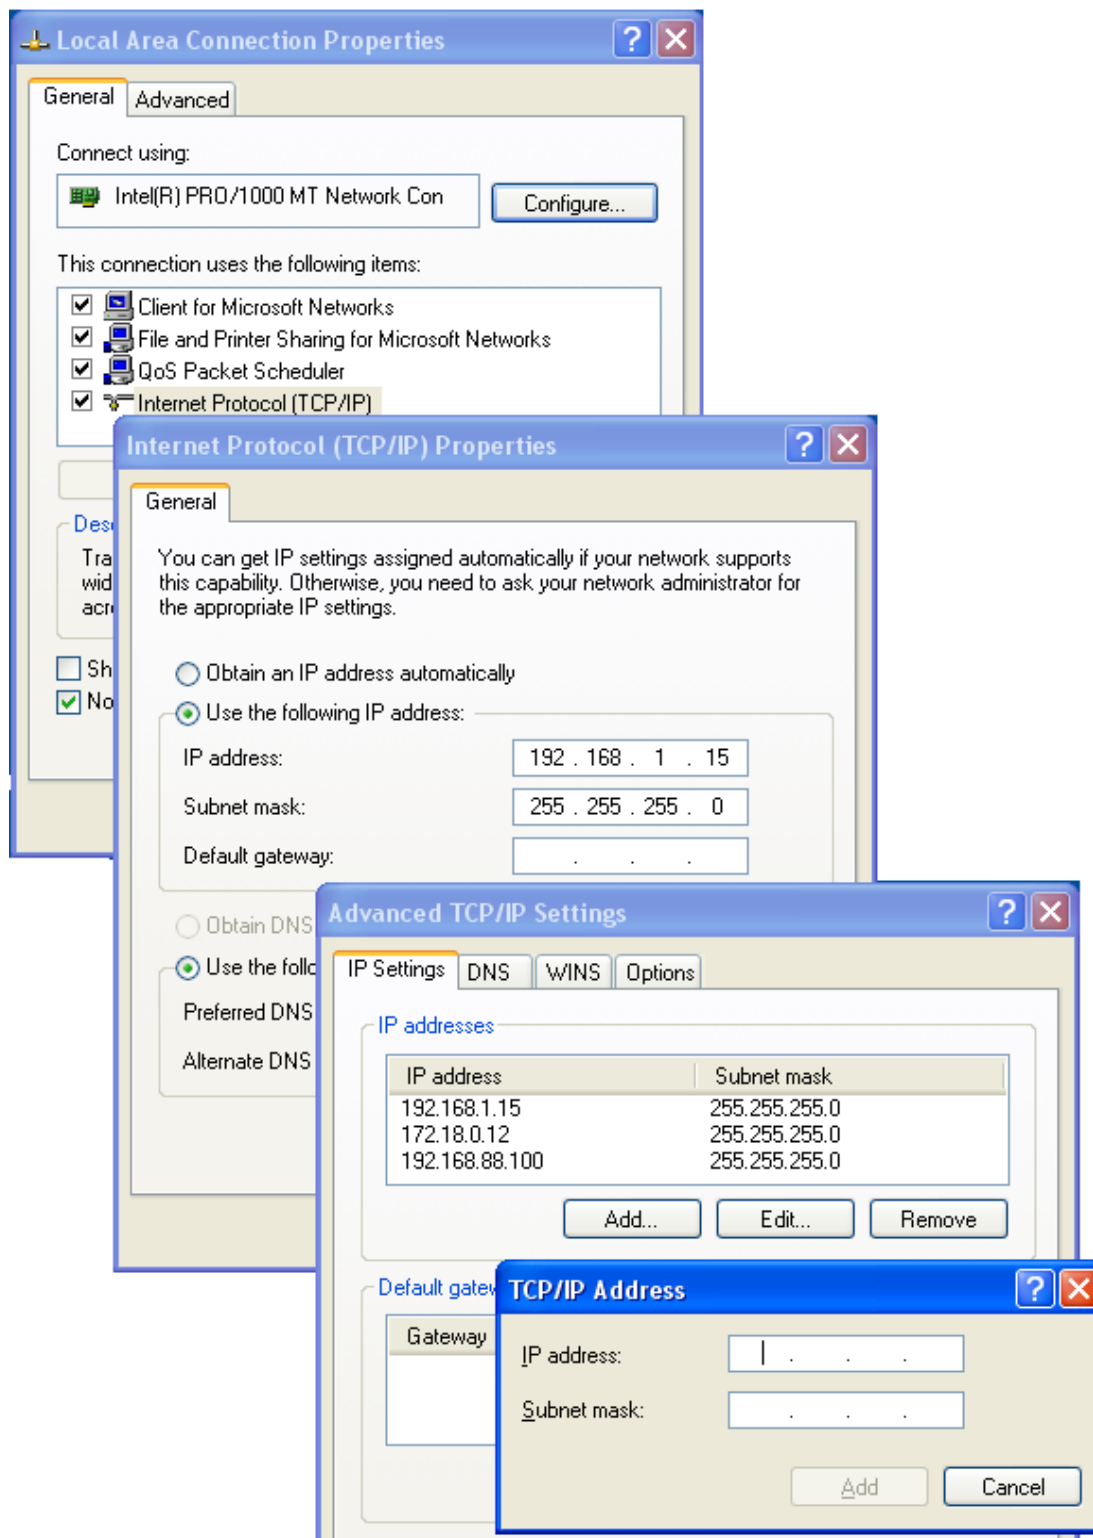 Local Area Connection Properties
General Advanced
Connect using:
Intel(R) PRO/1000 MT Network Con
Configure...
This connection uses the following items:
Client for Microsoft Networks
File and Printer Sharing for Microsoft Networks
QoS Packet Scheduler
Internet Protocol (TCP/IP)
Internet Protocol (TCP/IP) Properties
General
You can get IP settings assigned automatically if your network supports
this capability. Otherwise, you need to ask your network administrator for
the appropriate IP settings.
Obtain an IP address automatically
Use the following IP address:
IP address: 192 . 168 . 1 . 15
Subnet mask: 255 . 255 . 255 . 0
Default gateway: . . .
Obtain DNS
Use the follo
Preferred DNS
Alternate DNS
Advanced TCP/IP Settings
IP Settings DNS WINS Options
IP addresses
IP address Subnet mask
192.168.1.15 255.255.255.0
172.18.0.12 255.255.255.0
192.168.88.100 255.255.255.0
Add... Edit... Remove
Default gatew
Gateway
TCP/IP Address
IP address: . . .
Subnet mask: . . .
Add Cancel